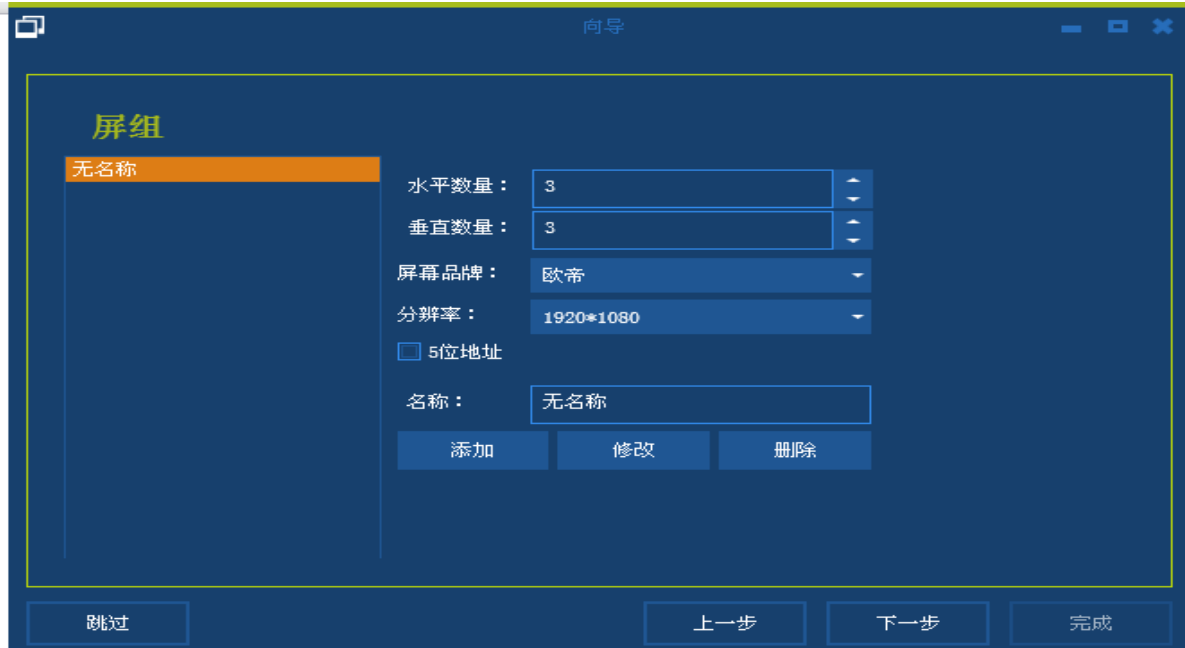 向导
屏组
无名称
水平数量：
3
垂直数量：
3
屏幕品牌：
欧帝
分辨率：
1920*1080
5位地址
名称：
无名称
添加
修改
删除
跳过
上一步
下一步
完成